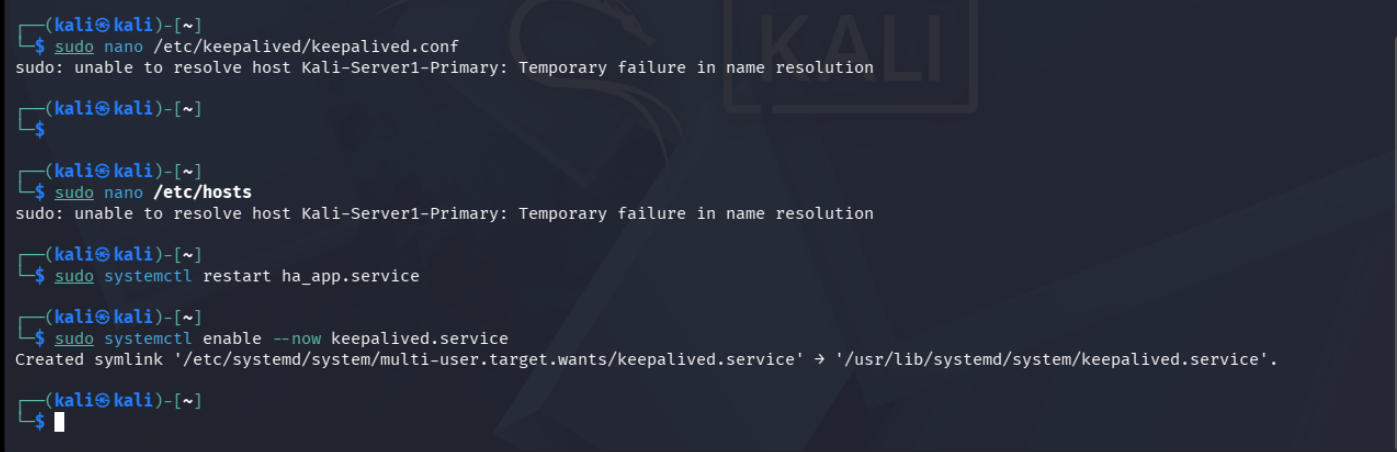 KALI
┌──(kali㉿kali)-[~]
└─$ sudo nano /etc/keepalived/keepalived.conf
sudo: unable to resolve host Kali-Server1-Primary: Temporary failure in name resolution
┌──(kali㉿kali)-[~]
└─$
┌──(kali㉿kali)-[~]
└─$ sudo nano /etc/hosts
sudo: unable to resolve host Kali-Server1-Primary: Temporary failure in name resolution
┌──(kali㉿kali)-[~]
└─$ sudo systemctl restart ha_app.service
┌──(kali㉿kali)-[~]
└─$ sudo systemctl enable --now keepalived.service
Created symlink '/etc/systemd/system/multi-user.target.wants/keepalived.service' → '/usr/lib/systemd/system/keepalived.service'.
┌──(kali㉿kali)-[~]
└─$